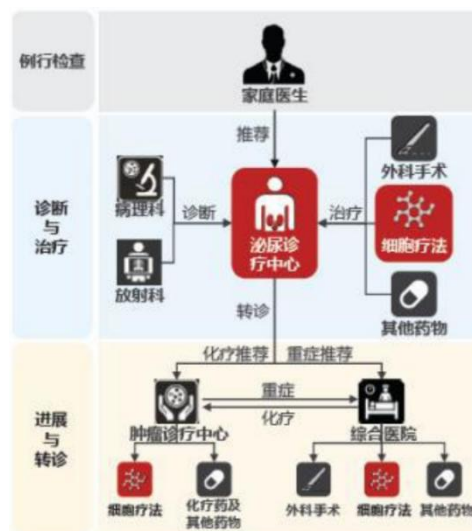 例行检查
家庭医生
推荐
诊断
与
治疗
病理科
放射科
诊断
泌尿诊
疗中心
治疗
外科手术
细胞疗法
其他药物
转诊
进展
与
转诊
化疗推荐
重症推荐
肿瘤诊疗中心
重症
化疗
综合医院
细胞疗法
化疗药及
其他药物
外科手术
细胞疗法
其他药物